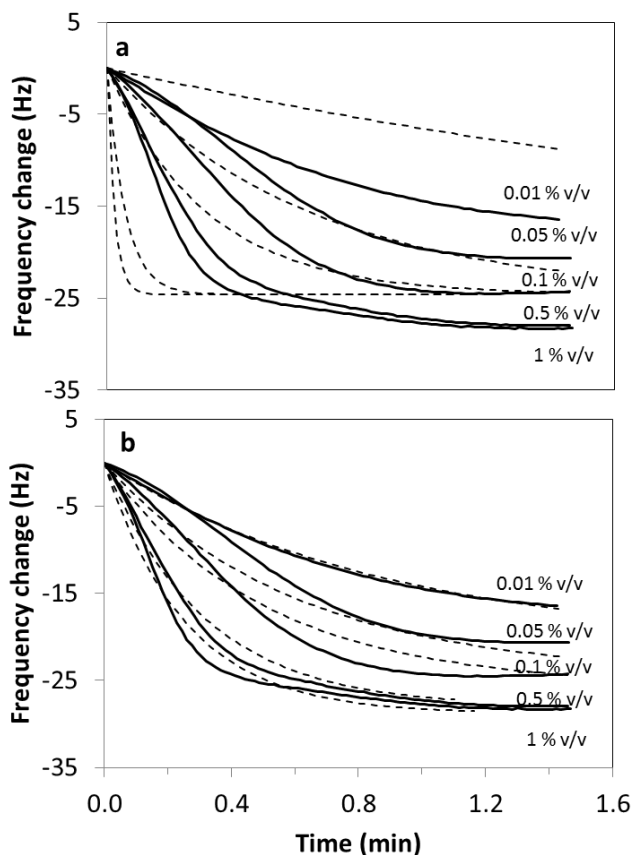 5
a
-5
-15
-25
-35
Frequency change (Hz)
0.01 % v/v
0.05 % v/v
0.1 % v/v
0.5 % v/v
1 % v/v
5
b
-5
-15
-25
-35
Frequency change (Hz)
0.01 % v/v
0.05 % v/v
0.1 % v/v
0.5 % v/v
1 % v/v
0.0 0.4 0.8 1.2 1.6
Time (min)